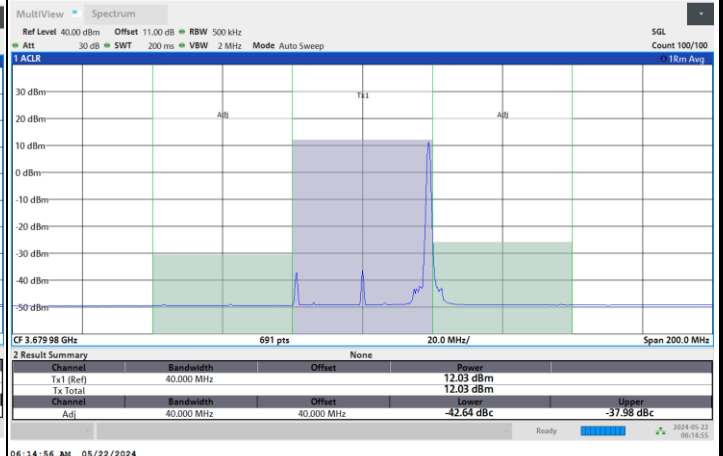 MultiView Spectrum
Ref Level 40.00 dBm Offset 11.00 dB RBW 500 kHz SGL
Att 30 dB SWT 200 ms VBW 2 MHz Mode Auto Sweep Count 100/100
1 ACLR 1Rm Avg
Tx1
30 dBm
Adj Adj
20 dBm
10 dBm
0 dBm
-10 dBm
-20 dBm
-30 dBm
-40 dBm
-50 dBm
CF 3.679 98 GHz 691 pts 20.0 MHz/ Span 200.0 MHz
2 Result Summary None
Channel Bandwidth Offset Power
Tx1 (Ref) 40.000 MHz 12.03 dBm
Tx Total 12.03 dBm
Channel Bandwidth Offset Lower Upper
Adj 40.000 MHz 40.000 MHz -42.64 dBc -37.98 dBc
Ready 2024-05-22
06:14:55
06:14:56 AM 05/22/2024